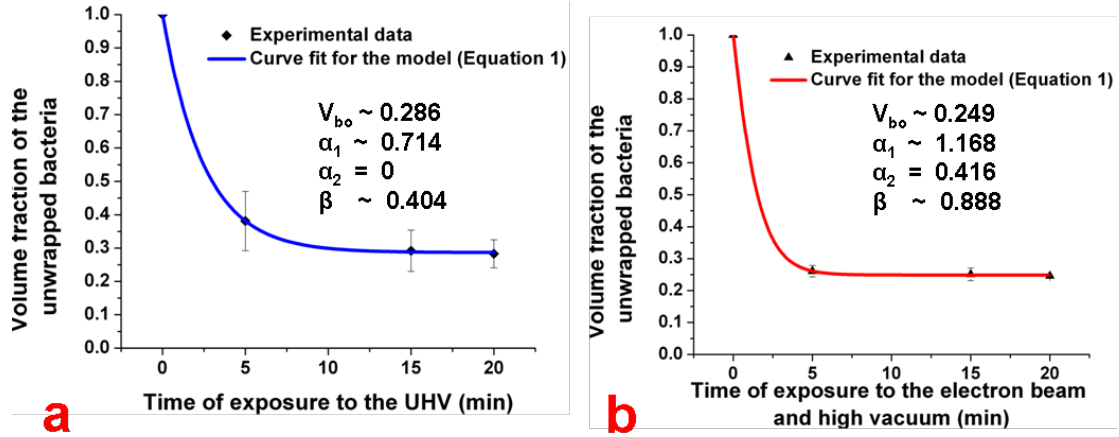 1.0
0.9
0.8
0.7
0.6
0.5
0.4
0.3
0.2
0.1
0.0
Volume fraction of the
unwrapped bacteria
Experimental data
Curve fit for the model (Equation 1)
V_bo ~ 0.286
α_1 ~ 0.714
α_2 = 0
β ~ 0.404
0 5 10 15 20
Time of exposure to the UHV (min)
a
1.0
0.9
0.8
0.7
0.6
0.5
0.4
0.3
0.2
0.1
0.0
Volume fraction of the
unwrapped bacteria
Experimental data
Curve fit for the model (Equation 1)
V_bo ~ 0.249
α_1 ~ 1.168
α_2 = 0.416
β ~ 0.888
0 5 10 15 20
Time of exposure to the electron beam
and high vacuum (min)
b